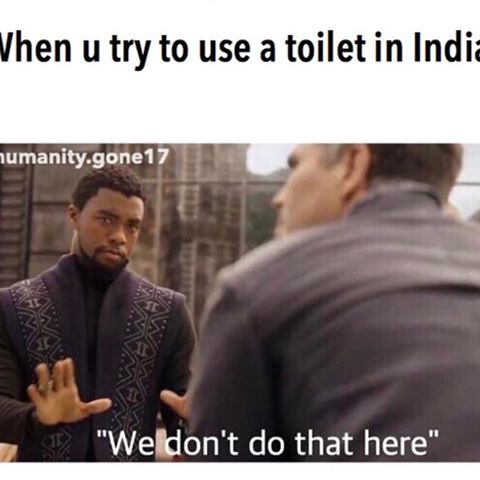 When u try to use a toilet in India
humanity.gone17
"We don't do that here"